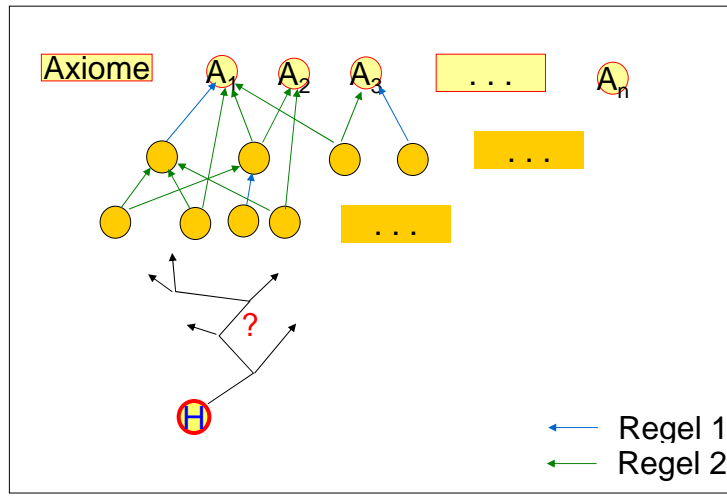 Axiome A₁ A₂ A₃ . . . Aₙ
. . .
. . .
?
H
Regel 1
Regel 2